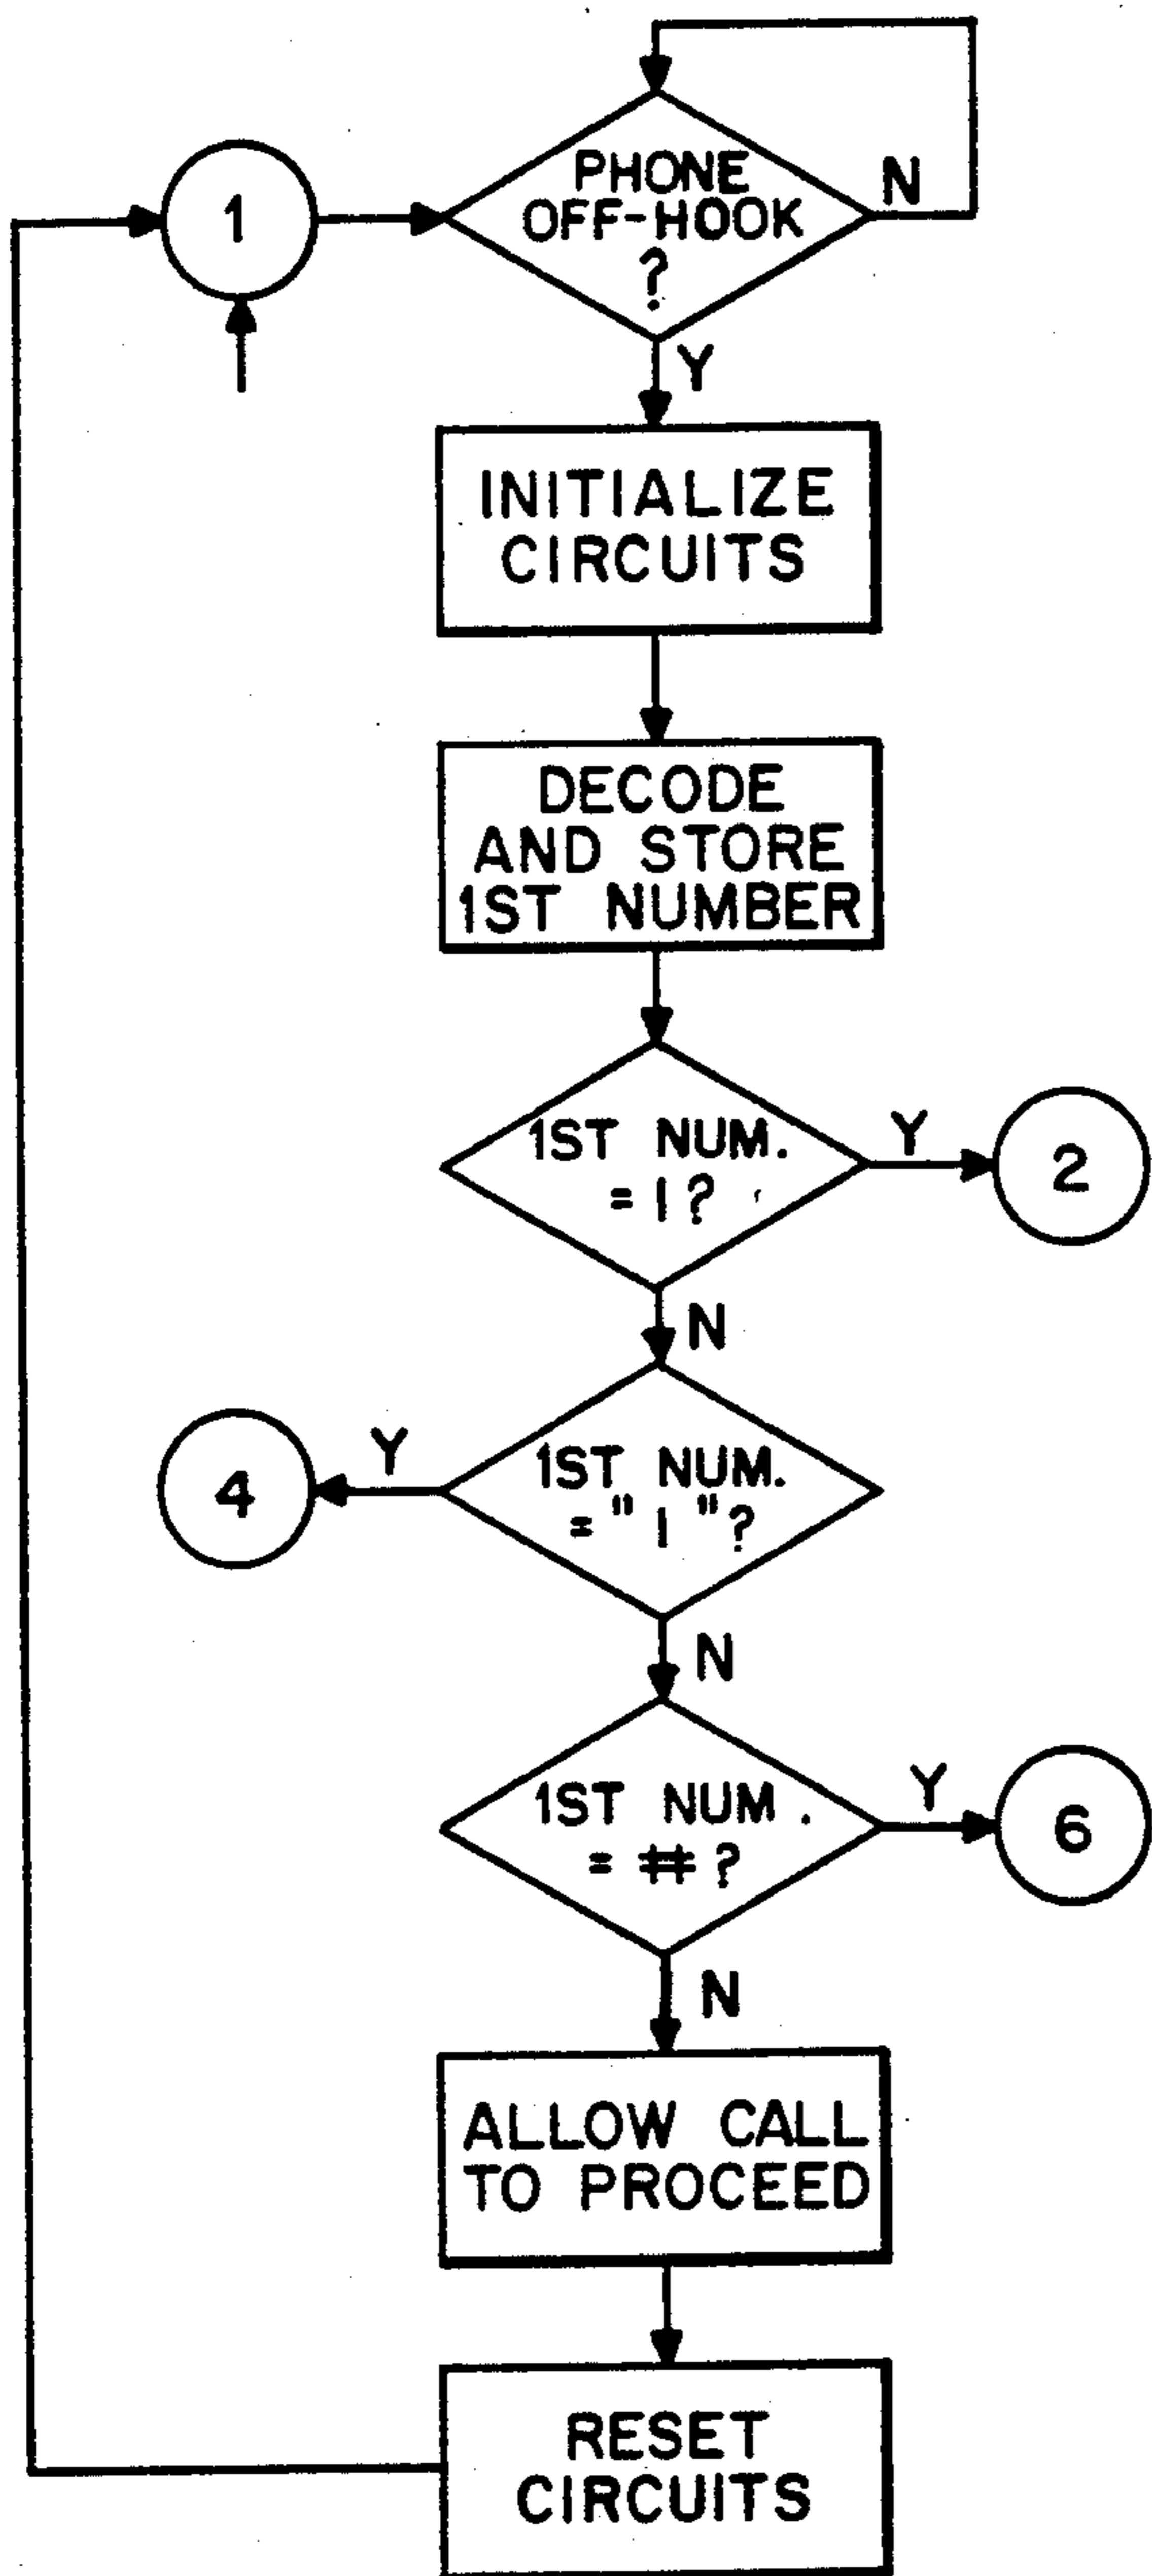 PHONE
OFF-HOOK
?
N
1
Y
INITIALIZE
CIRCUITS
DECODE
AND STORE
1ST NUMBER
1ST NUM.
= 1 ?
Y
2
N
1ST NUM.
= " 1 " ?
Y
4
N
1ST NUM.
= # ?
Y
6
N
ALLOW CALL
TO PROCEED
RESET
CIRCUITS